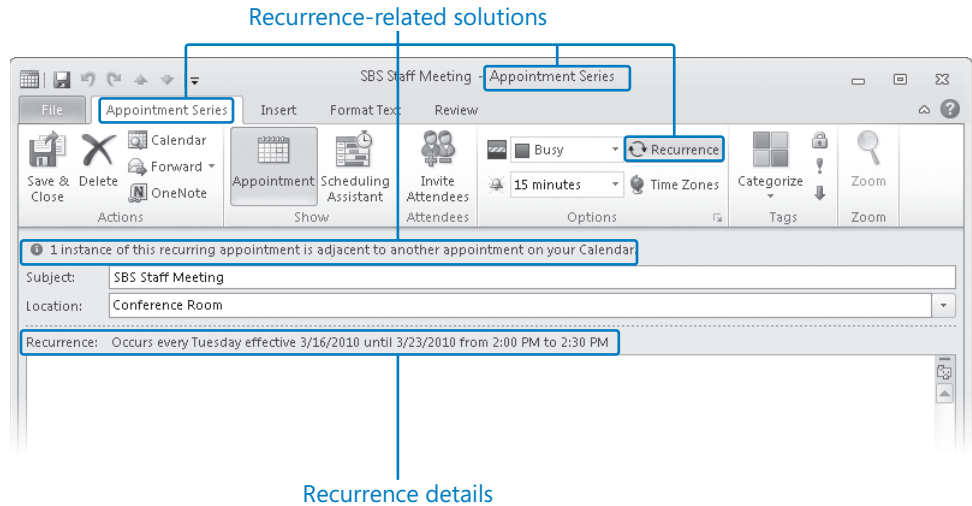 Recurrence-related solutions
SBS Staff Meeting - Appointment Series
File Appointment Series Insert Format Text Review
Save & Close
Delete
Calendar
Forward
OneNote
Actions
Appointment
Scheduling Assistant
Show
Invite Attendees
Attendees
Busy
15 minutes
Recurrence
Time Zones
Options
Categorize
Tags
Zoom
Zoom
1 instance of this recurring appointment is adjacent to another appointment on your Calendar.
Subject: SBS Staff Meeting
Location: Conference Room
Recurrence: Occurs every Tuesday effective 3/16/2010 until 3/23/2010 from 2:00 PM to 2:30 PM
Recurrence details